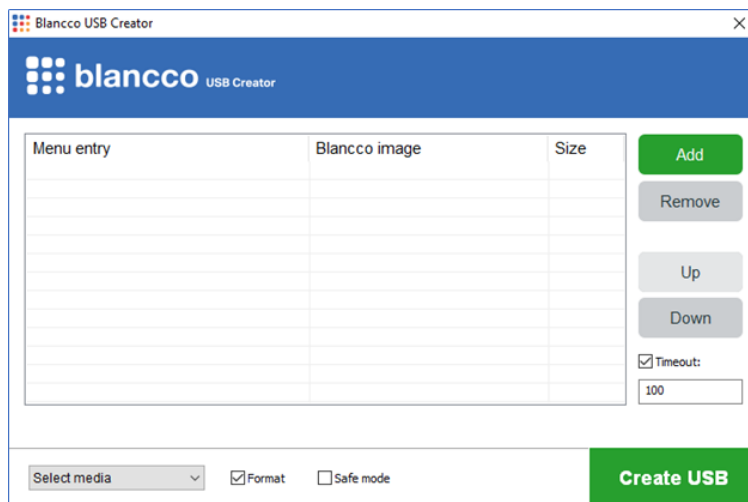 Blancco USB Creator
blancco USB Creator
Menu entry Blancco image Size
Add
Remove
Up
Down
Timeout:
100
Select media Format Safe mode
Create USB